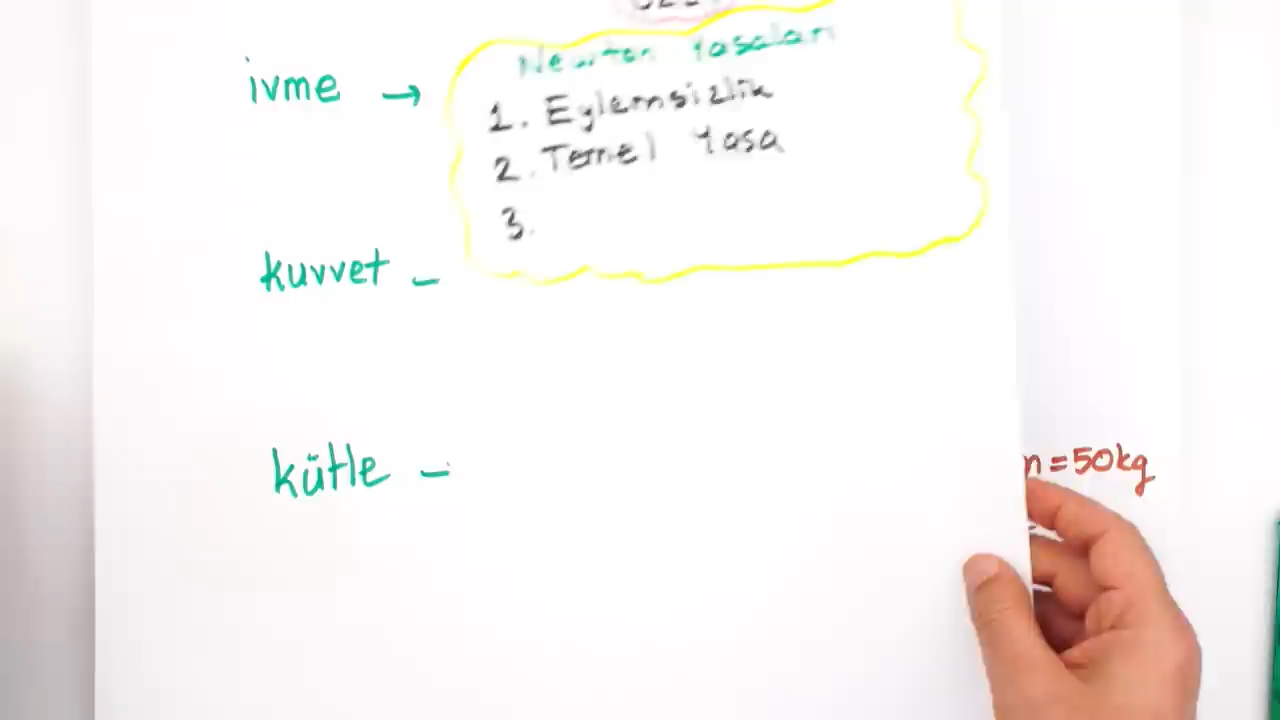 ivme →
Newton Yasaları
1. Eylemsizlik
2. Temel Yasa
3.
kuvvet –
kütle –
m = 50kg